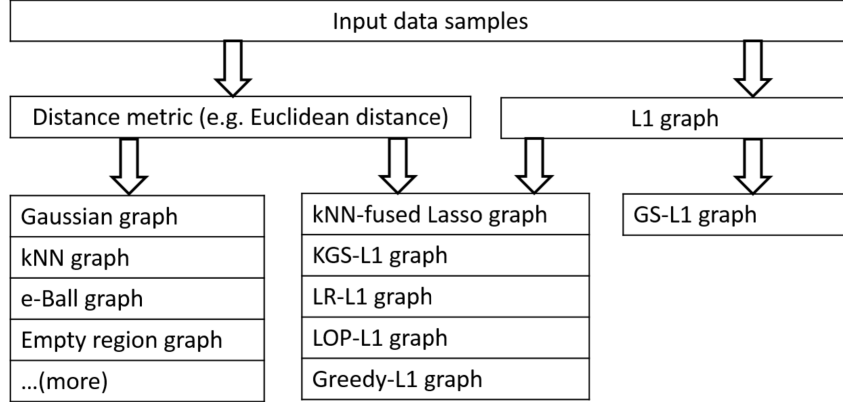 Input data samples
Distance metric (e.g. Euclidean distance)
L1 graph
Gaussian graph
kNN graph
e-Ball graph
Empty region graph
...(more)
kNN-fused Lasso graph
KGS-L1 graph
LR-L1 graph
LOP-L1 graph
Greedy-L1 graph
GS-L1 graph